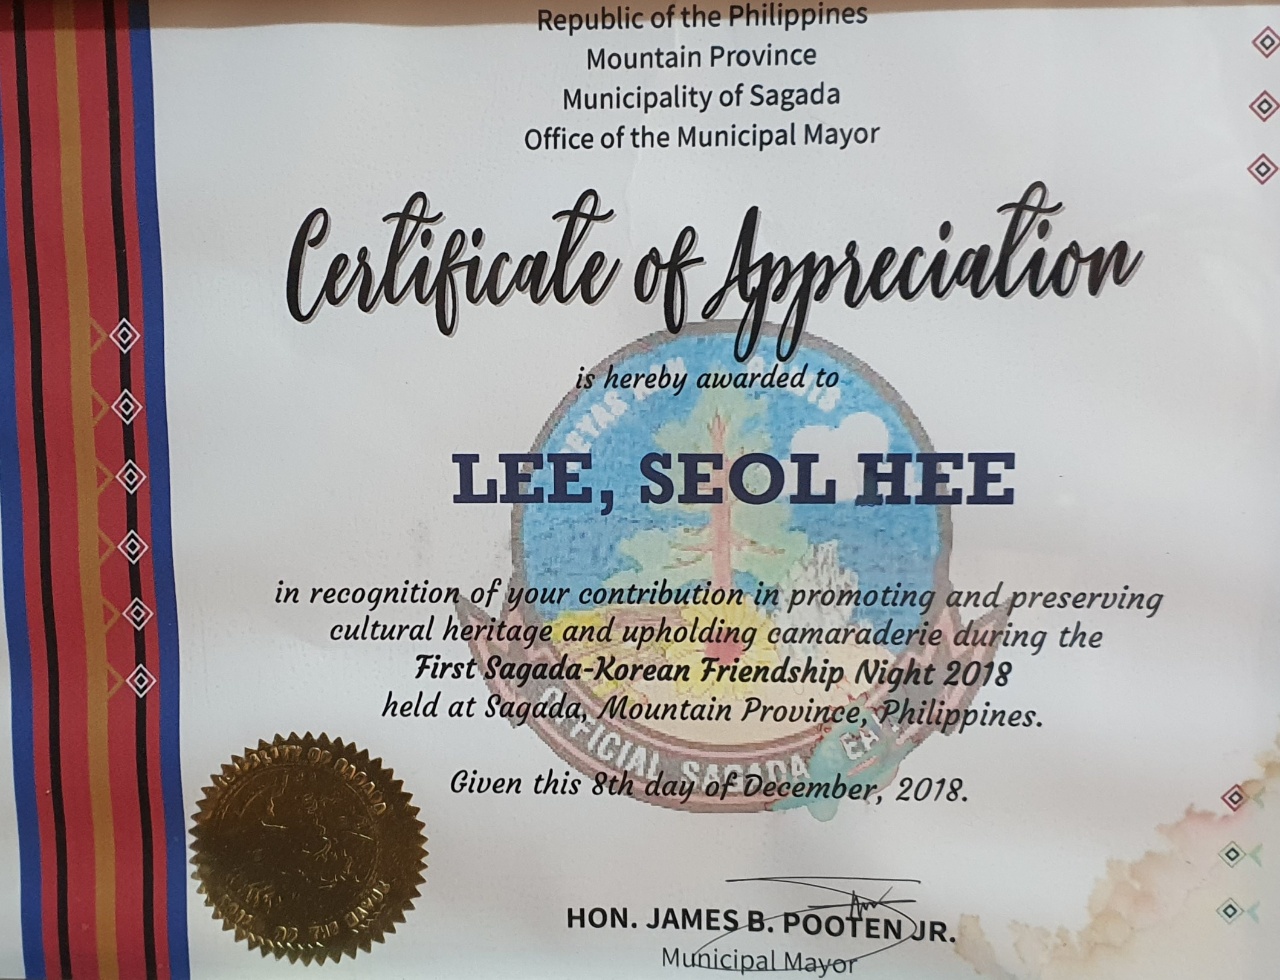 Republic of the Philippines
Mountain Province
Municipality of Sagada
Office of the Municipal Mayor
Certificate of Appreciation
is hereby awarded to
LEE, SEOL HEE
in recognition of your contribution in promoting and preserving
cultural heritage and upholding camaraderie during the
First Sagada-Korean Friendship Night 2018
held at Sagada, Mountain Province, Philippines.
OFFICIAL SAGADA SEAL
Given this 8th day of December, 2018.
HON. JAMES B. POOTEN JR.
Municipal Mayor